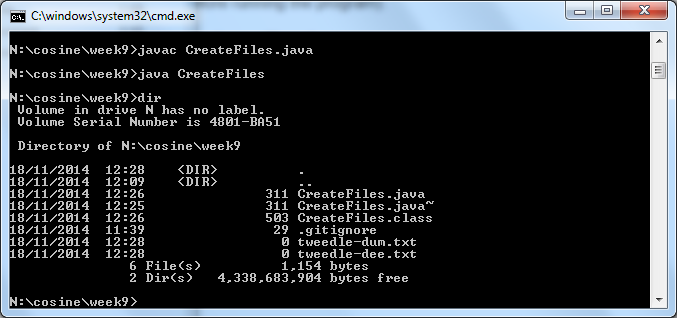 C:\windows\system32\cmd.exe
N:\cosine\week9>javac CreateFiles.java
N:\cosine\week9>java CreateFiles
N:\cosine\week9>dir
Volume in drive N has no label.
Volume Serial Number is 4801-BA51
Directory of N:\cosine\week9
18/11/2014  12:28    <DIR>          .
18/11/2014  12:09    <DIR>          ..
18/11/2014  12:26               311 CreateFiles.java
18/11/2014  12:25               311 CreateFiles.java~
18/11/2014  12:26               503 CreateFiles.class
18/11/2014  11:39                29 .gitignore
18/11/2014  12:28                 0 tweedle-dum.txt
18/11/2014  12:28                 0 tweedle-dee.txt
6 File(s)          1,154 bytes
2 Dir(s)   4,338,683,904 bytes free
N:\cosine\week9>